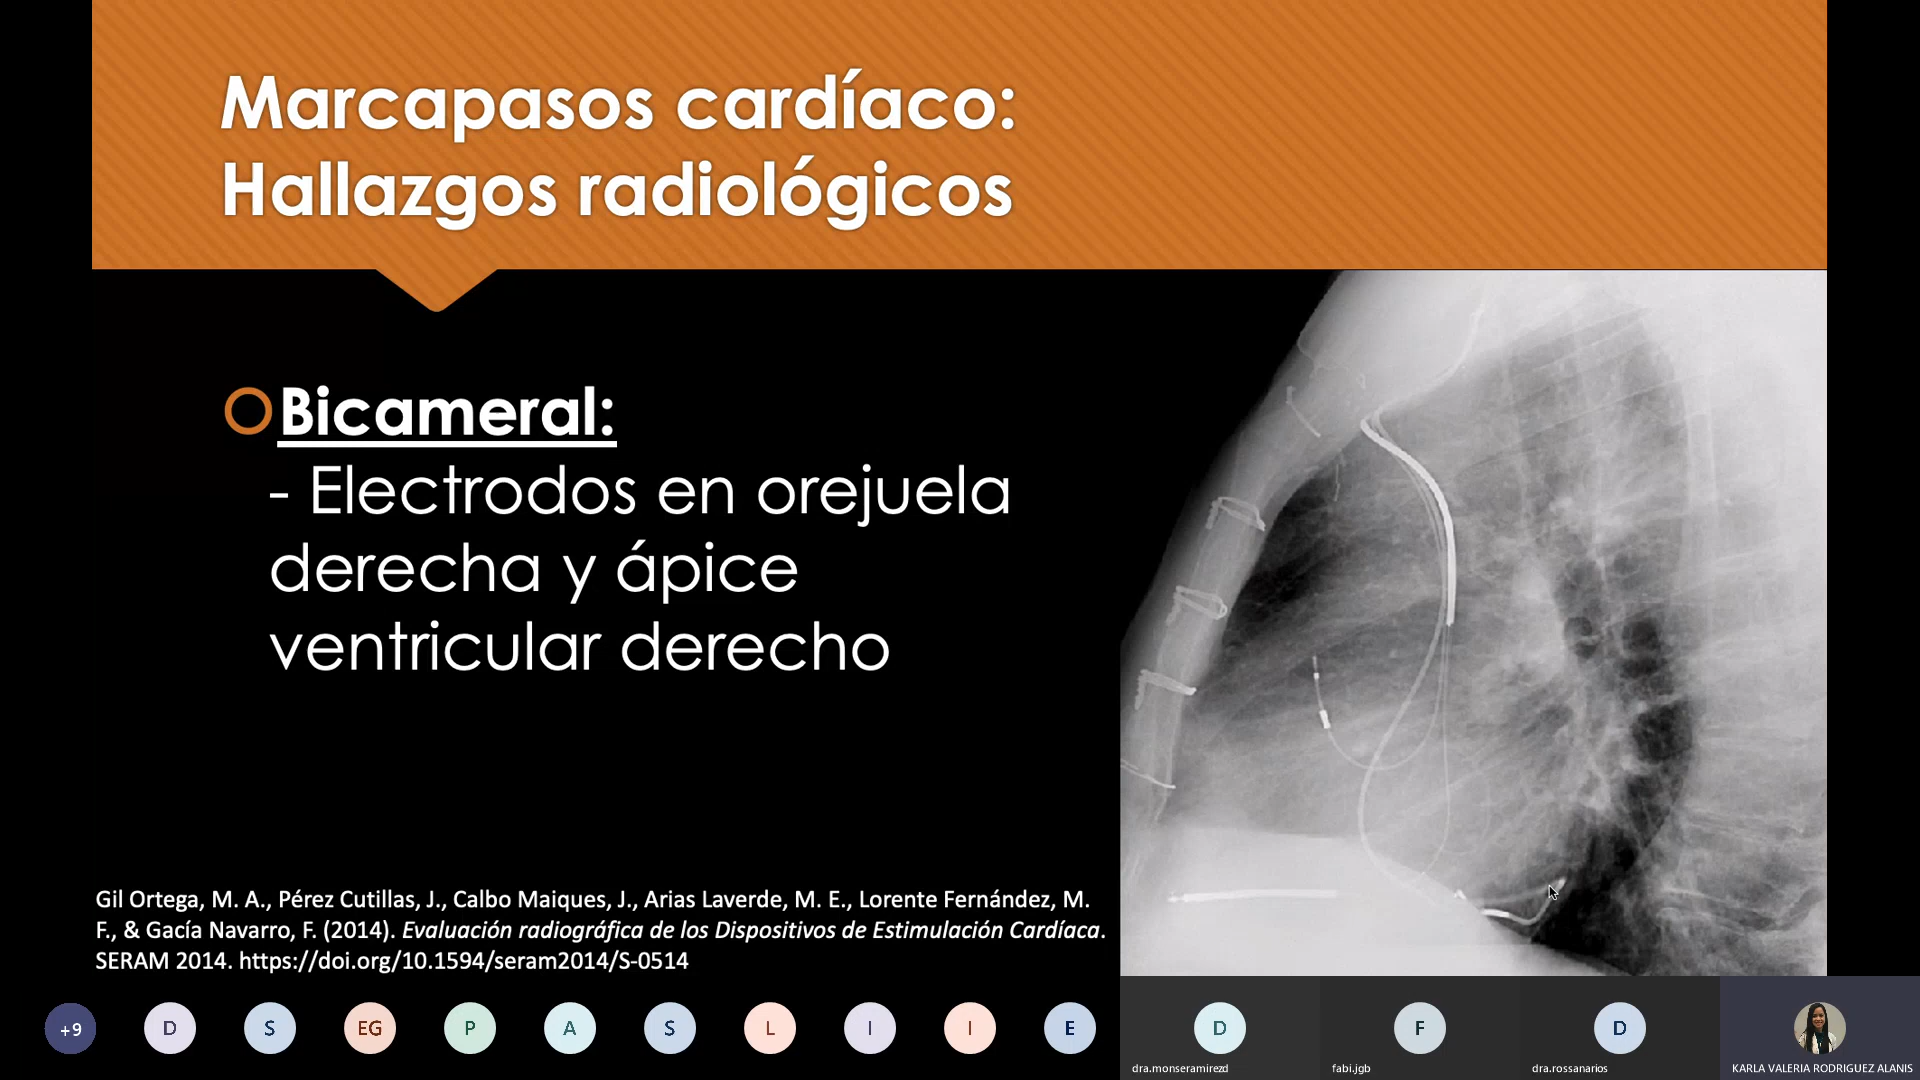 Marcapasos cardíaco:
Hallazgos radiológicos
Bicameral:
- Electrodos en orejuela
derecha y ápice
ventricular derecho
Gil Ortega, M. A., Pérez Cutillas, J., Calbo Maiques, J., Arias Laverde, M. E., Lorente Fernández, M.
F., & Gacía Navarro, F. (2014). Evaluación radiográfica de los Dispositivos de Estimulación Cardíaca.
SERAM 2014. https://doi.org/10.1594/seram2014/S-0514
+9 D S EG P A S L I I E D F D
dra.monseramirezd fabi.jgb dra.rossanarios KARLA VALERIA RODRIGUEZ ALANIS